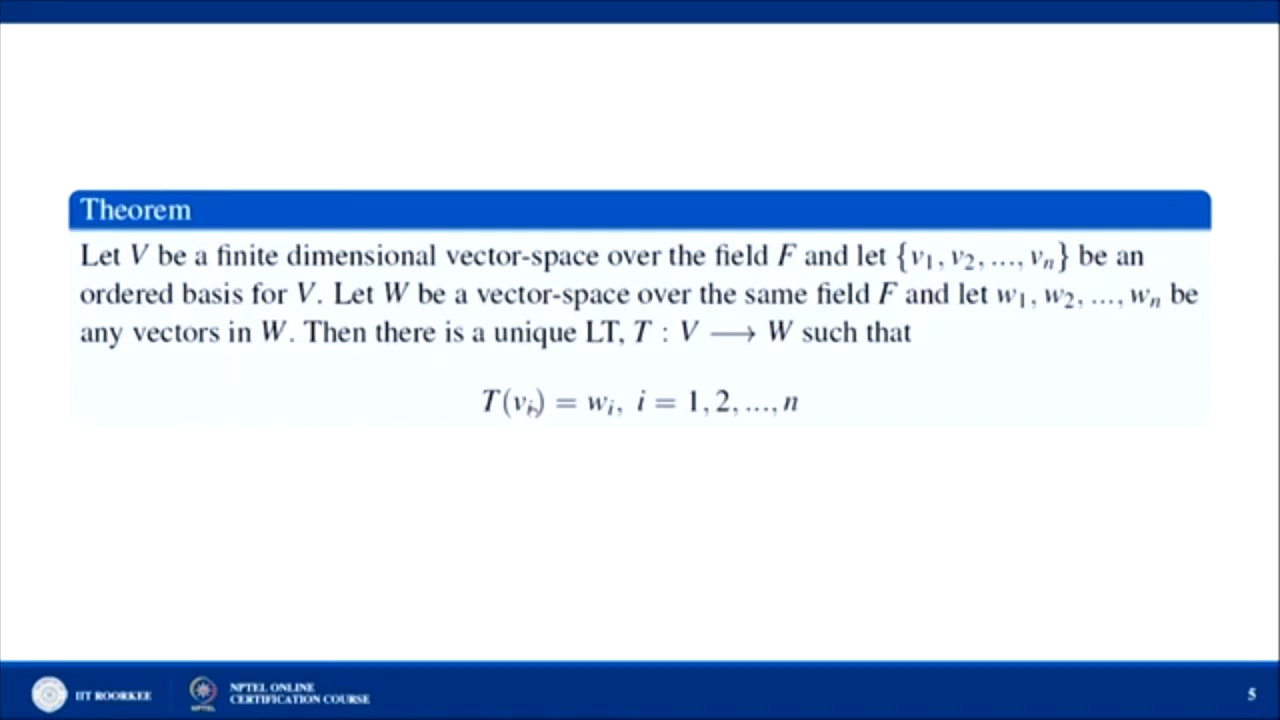 Theorem
Let V be a finite dimensional vector-space over the field F and let {v₁, v₂, ..., vₙ} be an
ordered basis for V. Let W be a vector-space over the same field F and let w₁, w₂, ..., wₙ be
any vectors in W. Then there is a unique LT, T : V ⟶ W such that
T(vᵢ) = wᵢ, i = 1, 2, ..., n
IIT ROORKEE
NPTEL
NPTEL ONLINE
CERTIFICATION COURSE
5